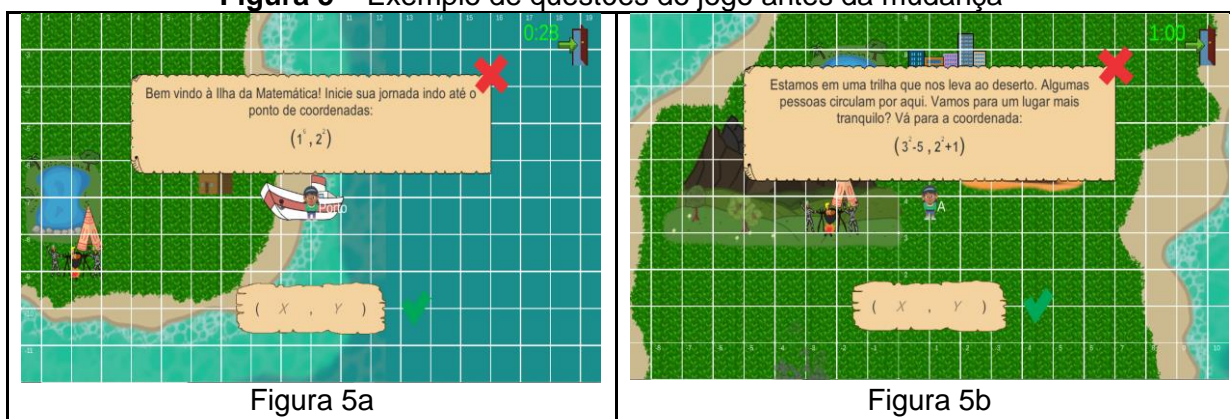 Figura 5 – Exemplo de questões do jogo antes da mudança
0:23
Bem vindo à Ilha da Matemática! Inicie sua jornada indo até o
ponto de coordenadas:
, 2²)
Porto
( X , Y )
Figura 5a
1:00
Estamos em uma trilha que nos leva ao deserto. Algumas
pessoas circulam por aqui. Vamos para um lugar mais
tranquilo? Vá para a coordenada:
(3²-5 , 2²+1)
A
( X , Y )
Figura 5b